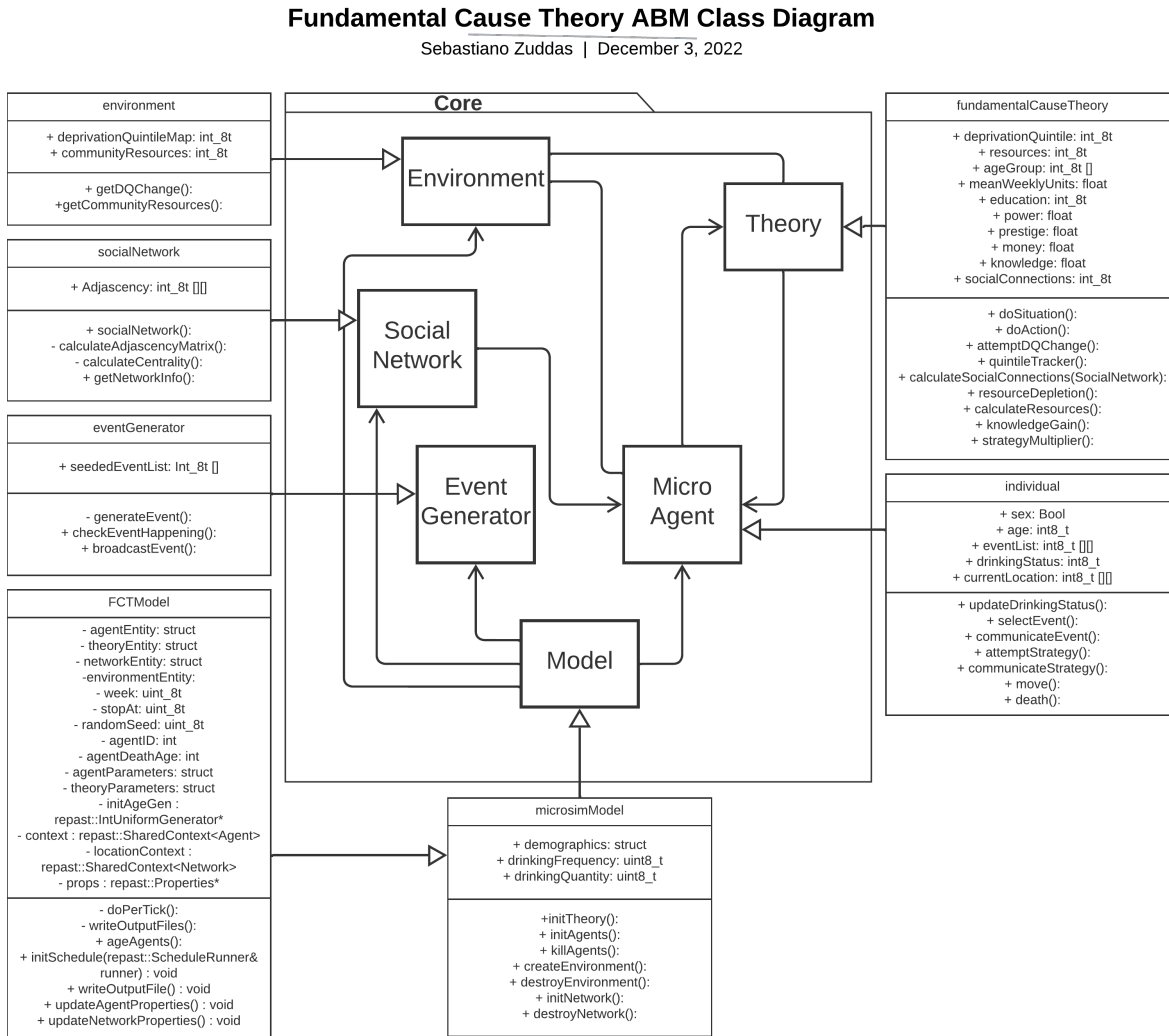 Fundamental Cause Theory ABM Class Diagram
Sebastiano Zuddas | December 3, 2022
environment
+ deprivationQuintileMap: int_8t
+ communityResources: int_8t
+ getDQChange():
+getCommunityResources():
socialNetwork
+ Adjascency: int_8t [][]
+ socialNetwork():
- calculateAdjascencyMatrix():
- calculateCentrality():
+ getNetworkInfo():
eventGenerator
+ seededEventList: Int_8t []
- generateEvent():
+ checkEventHappening():
+ broadcastEvent():
FCTModel
- agentEntity: struct
- theoryEntity: struct
- networkEntity: struct
-environmentEntity:
- week: uint_8t
- stopAt: uint_8t
- randomSeed: uint_8t
- agentID: int
- agentDeathAge: int
- agentParameters: struct
- theoryParameters: struct
- initAgeGen :
repast::IntUniformGenerator*
- context : repast::SharedContext<Agent>
- locationContext :
repast::SharedContext<Network>
- props : repast::Properties*
- doPerTick():
- writeOutputFiles():
+ ageAgents():
+ initSchedule(repast::ScheduleRunner&
runner) : void
+ writeOutputFile() : void
+ updateAgentProperties() : void
+ updateNetworkProperties() : void
Core
Environment
Theory
Social
Network
Event
Generator
Micro
Agent
Model
microsimModel
+ demographics: struct
+ drinkingFrequency: uint8_t
+ drinkingQuantity: uint8_t
+initTheory():
+ initAgents():
+ killAgents():
+ createEnvironment():
+ destroyEnvironment():
+ initNetwork():
+ destroyNetwork():
fundamentalCauseTheory
+ deprivationQuintile: int_8t
+ resources: int_8t
+ ageGroup: int_8t []
+ meanWeeklyUnits: float
+ education: int_8t
+ power: float
+ prestige: float
+ money: float
+ knowledge: float
+ socialConnections: int_8t
+ doSituation():
+ doAction():
+ attemptDQChange():
+ quintileTracker():
+ calculateSocialConnections(SocialNetwork):
+ resourceDepletion():
+ calculateResources():
+ knowledgeGain():
+ strategyMultiplier():
individual
+ sex: Bool
+ age: int8_t
+ eventList: int8_t [][]
+ drinkingStatus: int8_t
+ currentLocation: int8_t [][]
+ updateDrinkingStatus():
+ selectEvent():
+ communicateEvent():
+ attemptStrategy():
+ communicateStrategy():
+ move():
+ death():